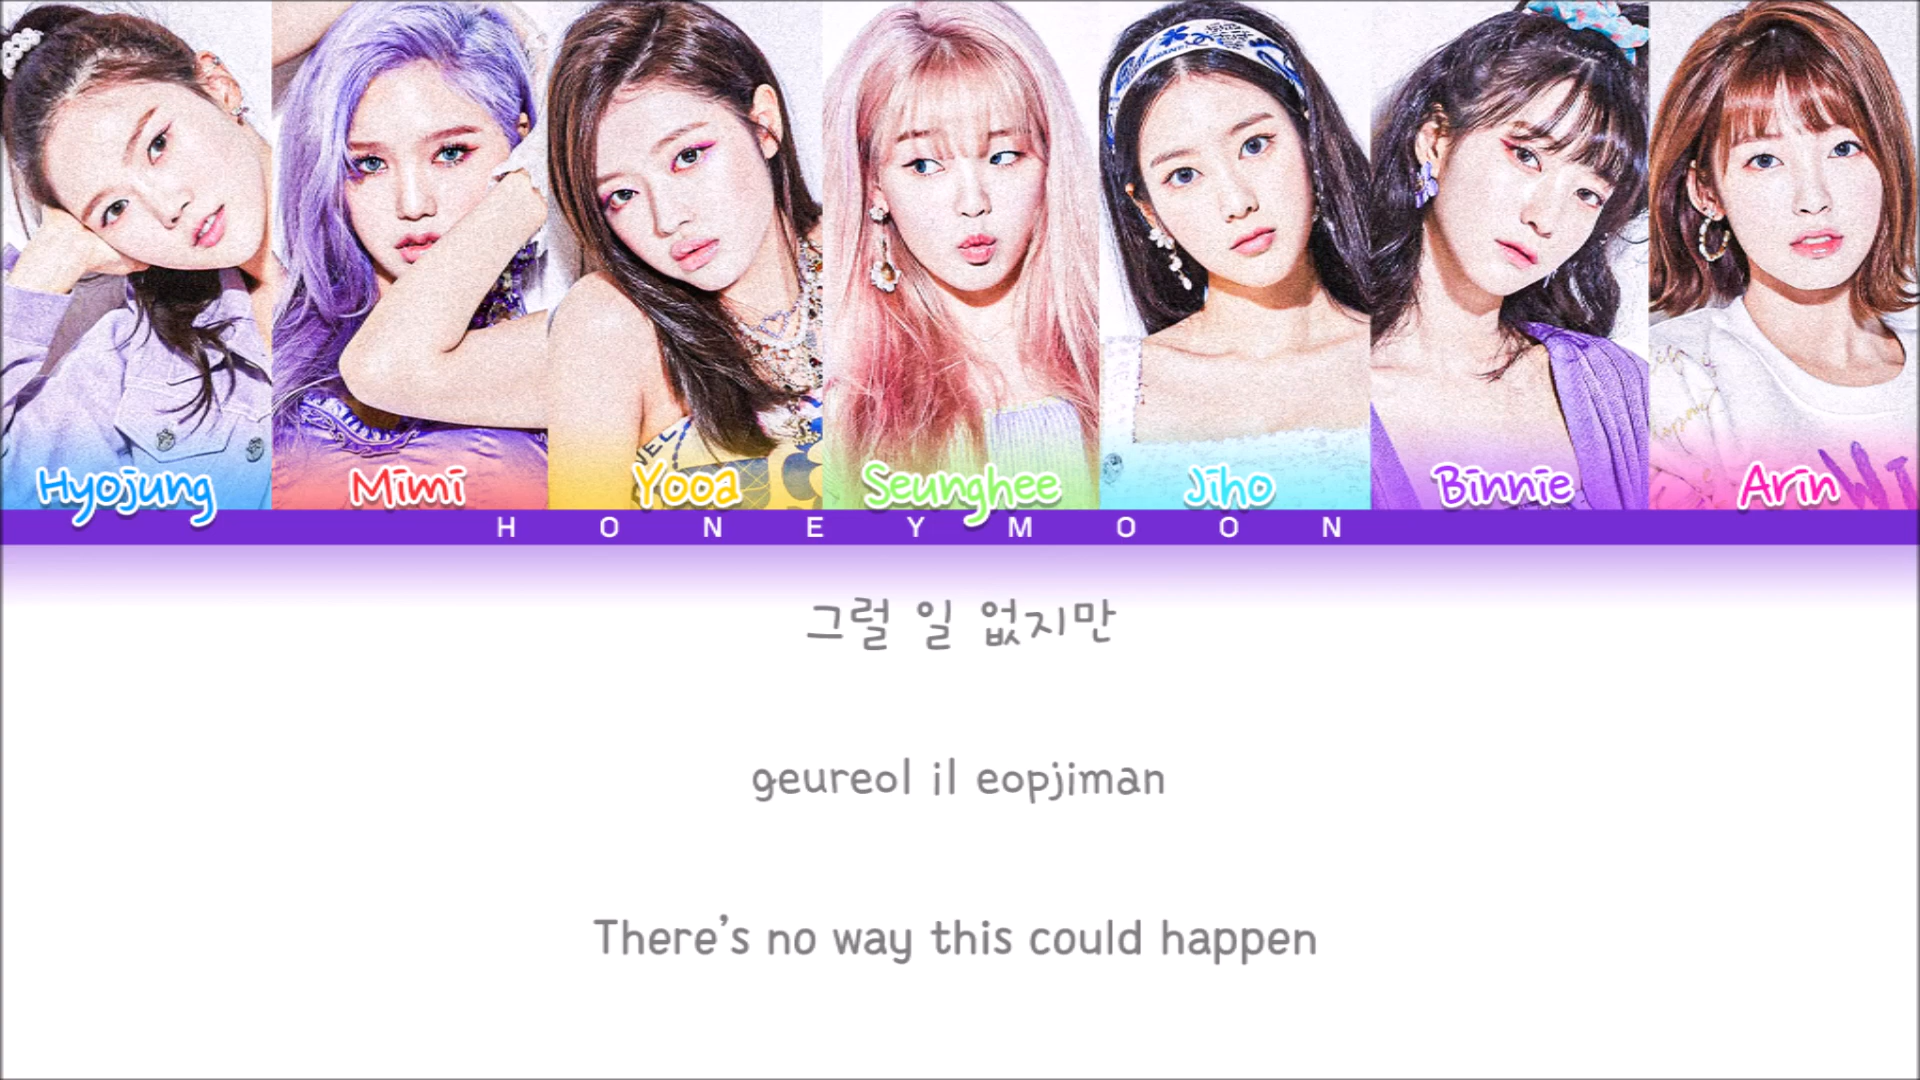 Hyojung Mimi Yooa Seunghee Jiho Binnie Arin
HONEYMOON
그럴 일 없지만
geureol il eopjiman
There's no way this could happen